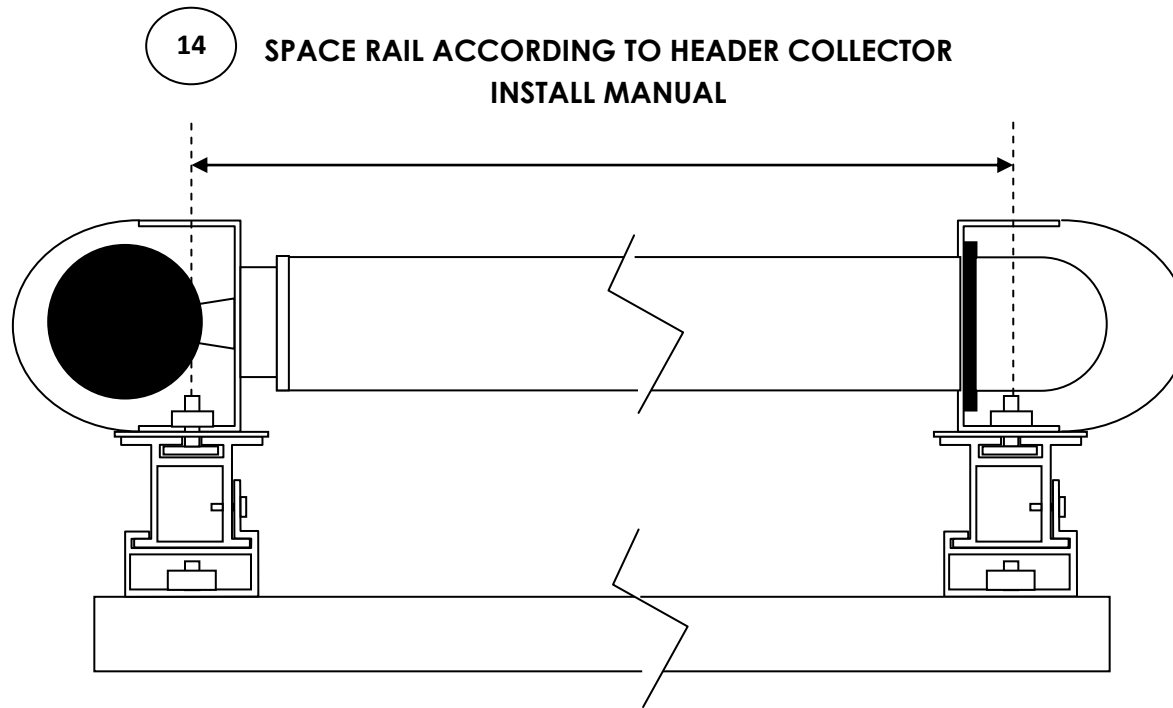 14
SPACE RAIL ACCORDING TO HEADER COLLECTOR
INSTALL MANUAL